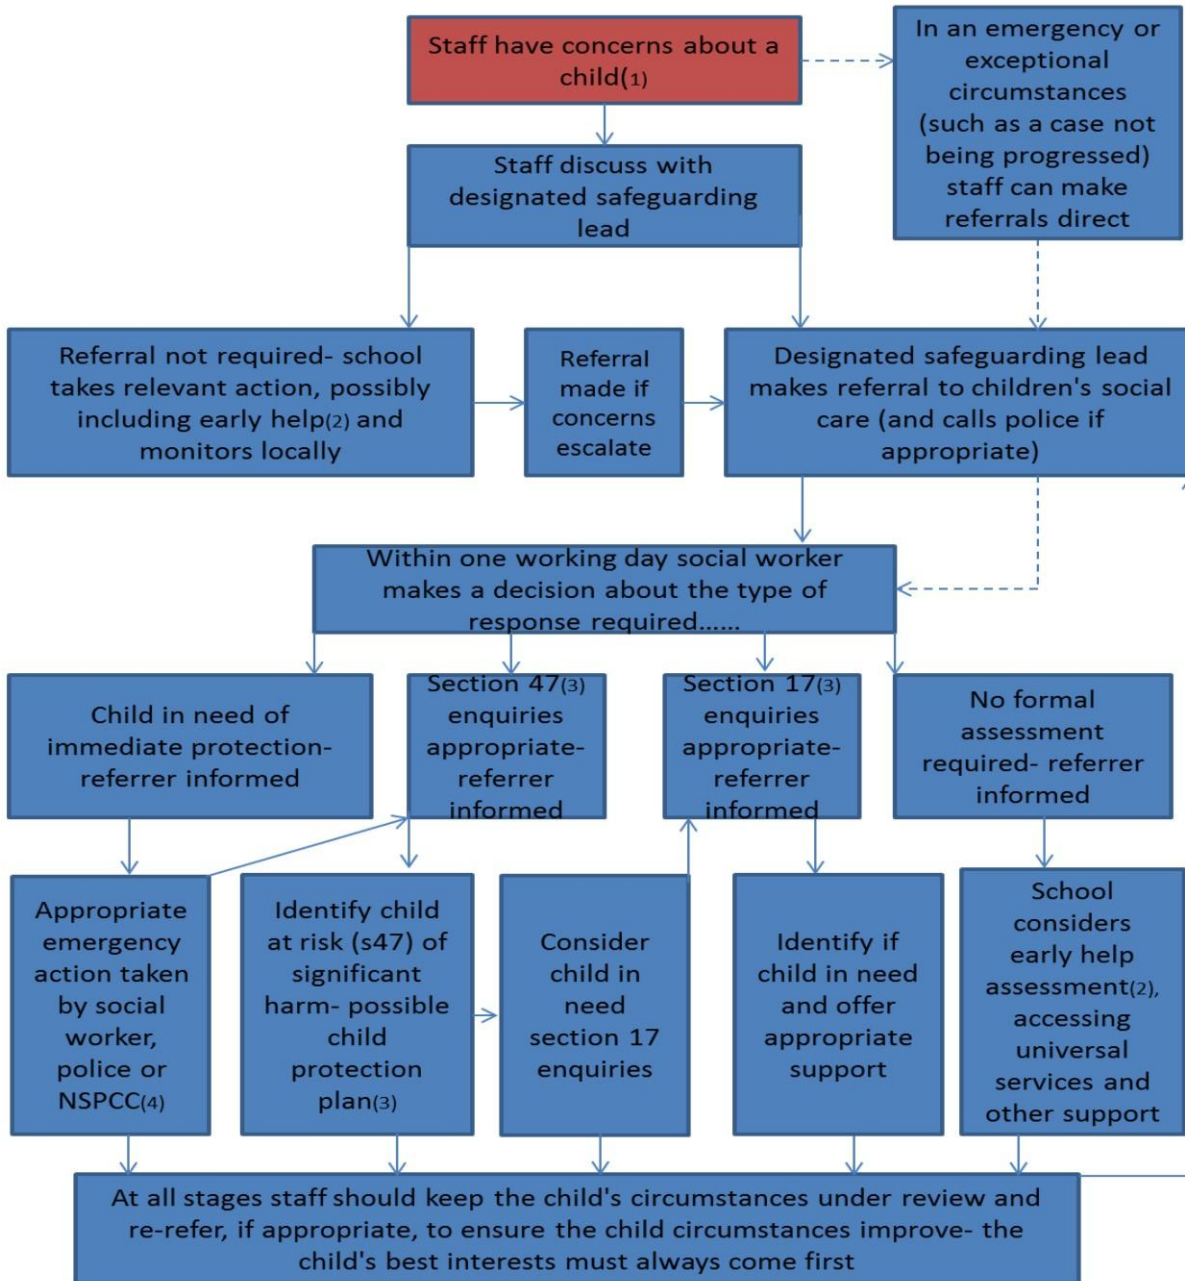 Staff have concerns about a
child(1)
In an emergency or
exceptional
circumstances
(such as a case not
being progressed)
staff can make
referrals direct
Staff discuss with
designated safeguarding
lead
Referral not required- school
takes relevant action, possibly
including early help(2) and
monitors locally
Referral
made if
concerns
escalate
Designated safeguarding lead
makes referral to children's social
care (and calls police if
appropriate)
Within one working day social worker
makes a decision about the type of
response required......
Child in need of
immediate protection-
referrer informed
Section 47(3)
enquiries
appropriate-
referrer
informed
Section 17(3)
enquiries
appropriate-
referrer
informed
No formal
assessment
required- referrer
informed
Appropriate
emergency
action taken
by social
worker,
police or
NSPCC(4)
Identify child
at risk (s47) of
significant
harm- possible
child
protection
plan(3)
Consider
child in
need
section 17
enquiries
Identify if
child in need
and offer
appropriate
support
School
considers
early help
assessment(2),
accessing
universal
services and
other support
At all stages staff should keep the child's circumstances under review and
re-refer, if appropriate, to ensure the child circumstances improve- the
child's best interests must always come first